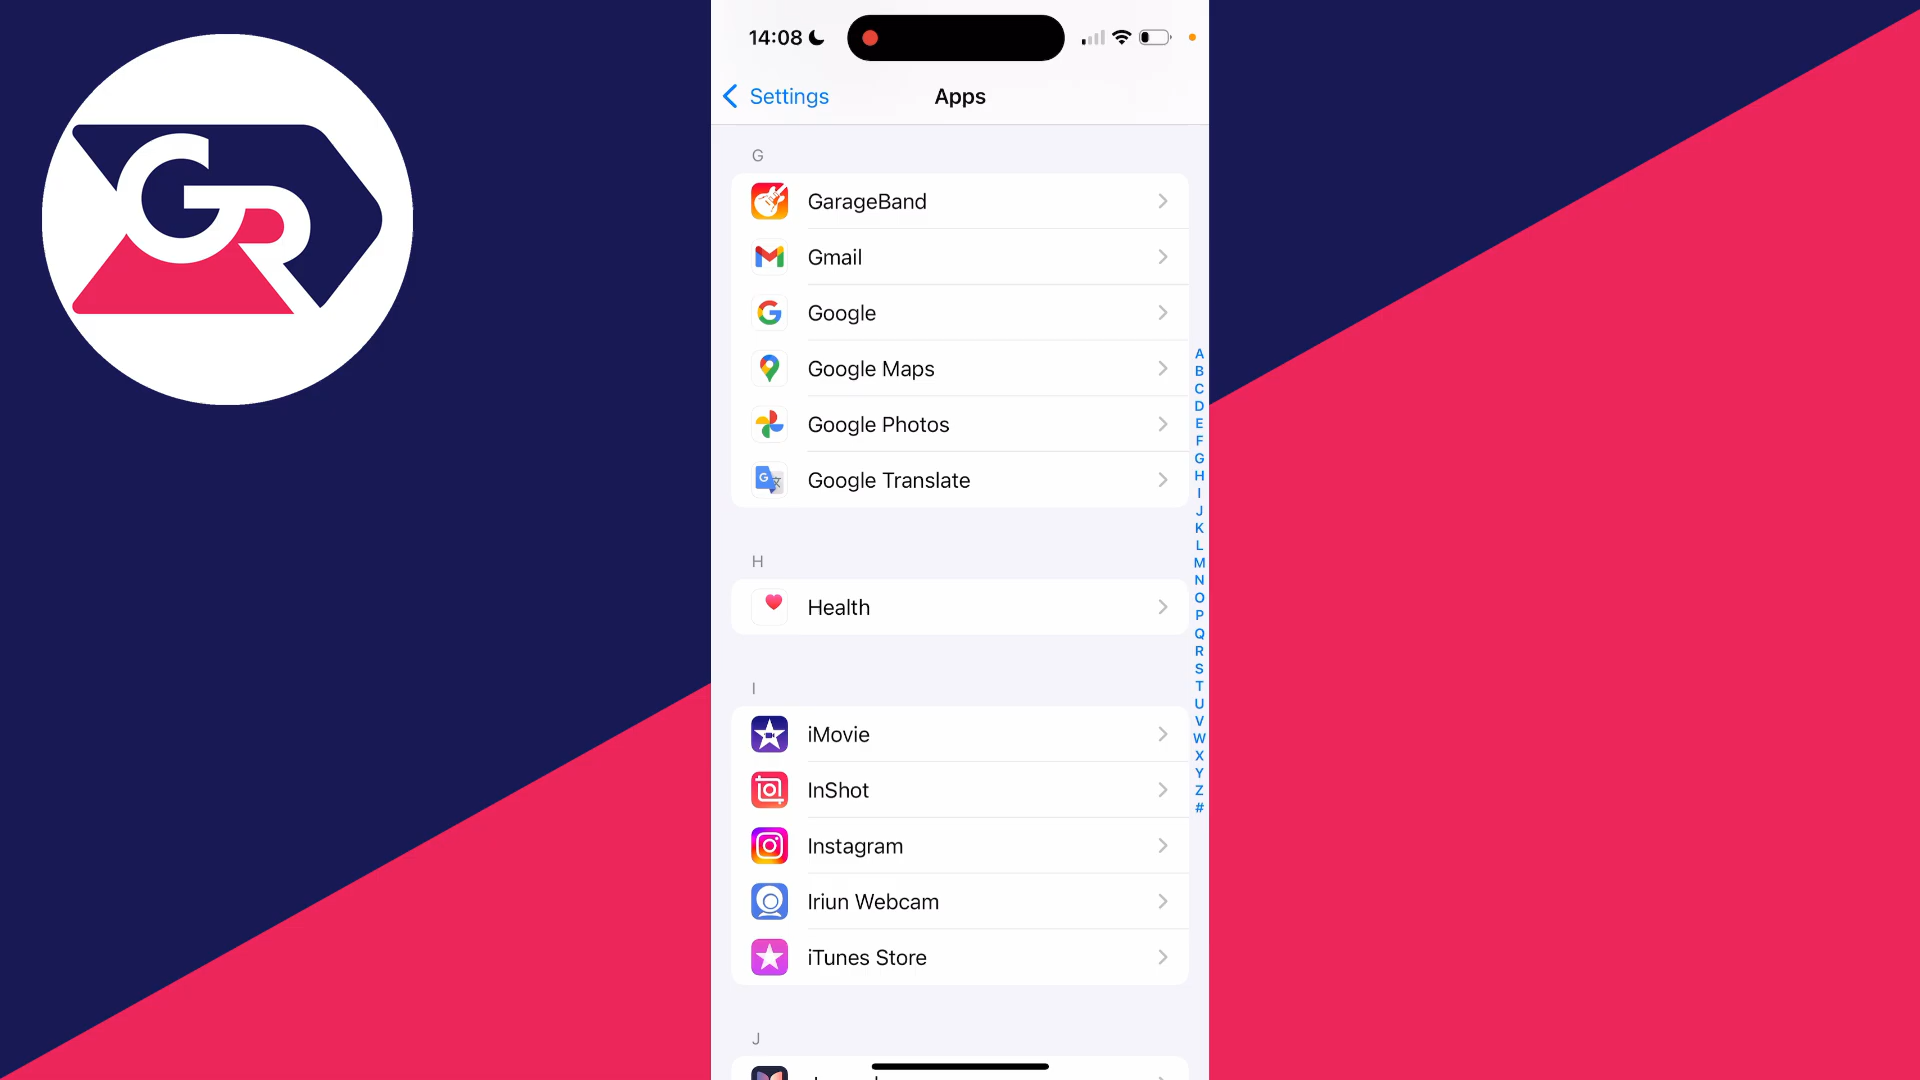 GR
14:08
Settings
Apps
G
GarageBand
Gmail
Google
Google Maps
Google Photos
Google Translate
H
Health
I
iMovie
InShot
Instagram
Iriun Webcam
iTunes Store
J
A
B
C
D
E
F
G
H
I
J
K
L
M
N
O
P
Q
R
S
T
U
V
W
X
Y
Z
#